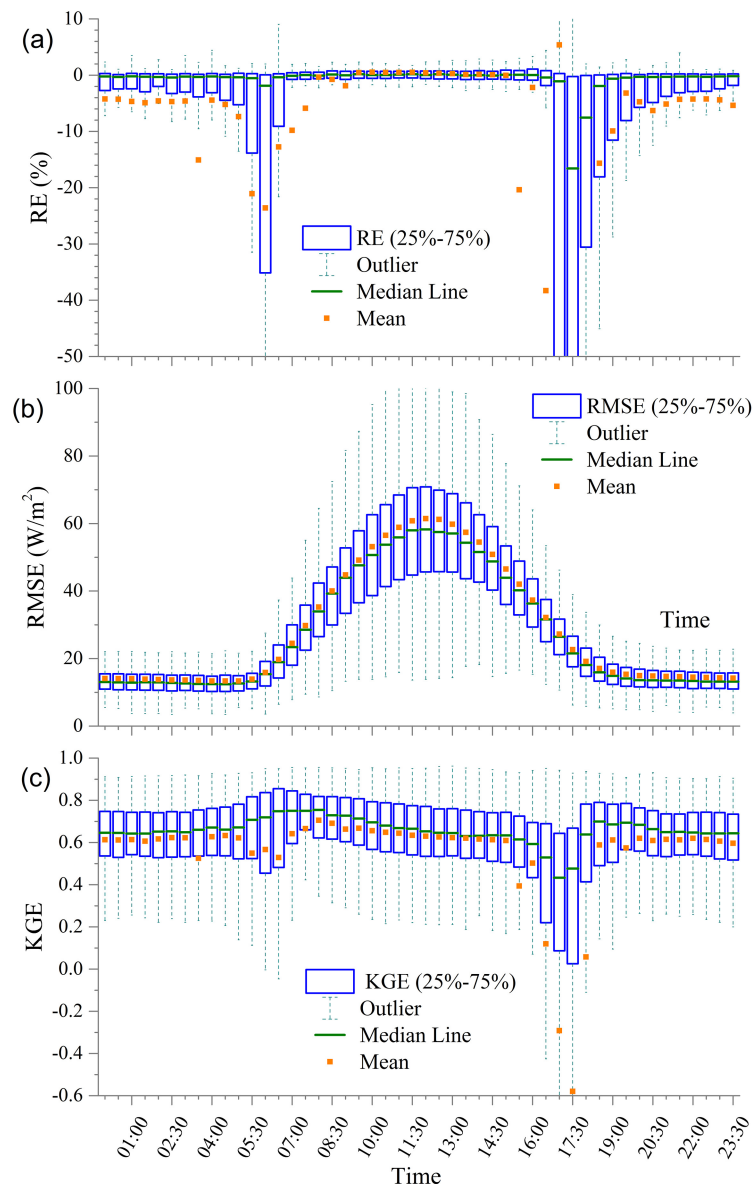 (a)
10
0
-10
-20
-30
-40
-50
RE (%)
RE (25%-75%)
Outlier
Median Line
Mean
(b)
100
80
60
40
20
0
RMSE (W/m²)
RMSE (25%-75%)
Outlier
Median Line
Mean
Time
(c)
1.0
0.8
0.6
0.4
0.2
0.0
-0.2
-0.4
-0.6
KGE
KGE (25%-75%)
Outlier
Median Line
Mean
01:00 02:30 04:00 05:30 07:00 08:30 10:00 11:30 13:00 14:30 16:00 17:30 19:00 20:30 22:00 23:30
Time